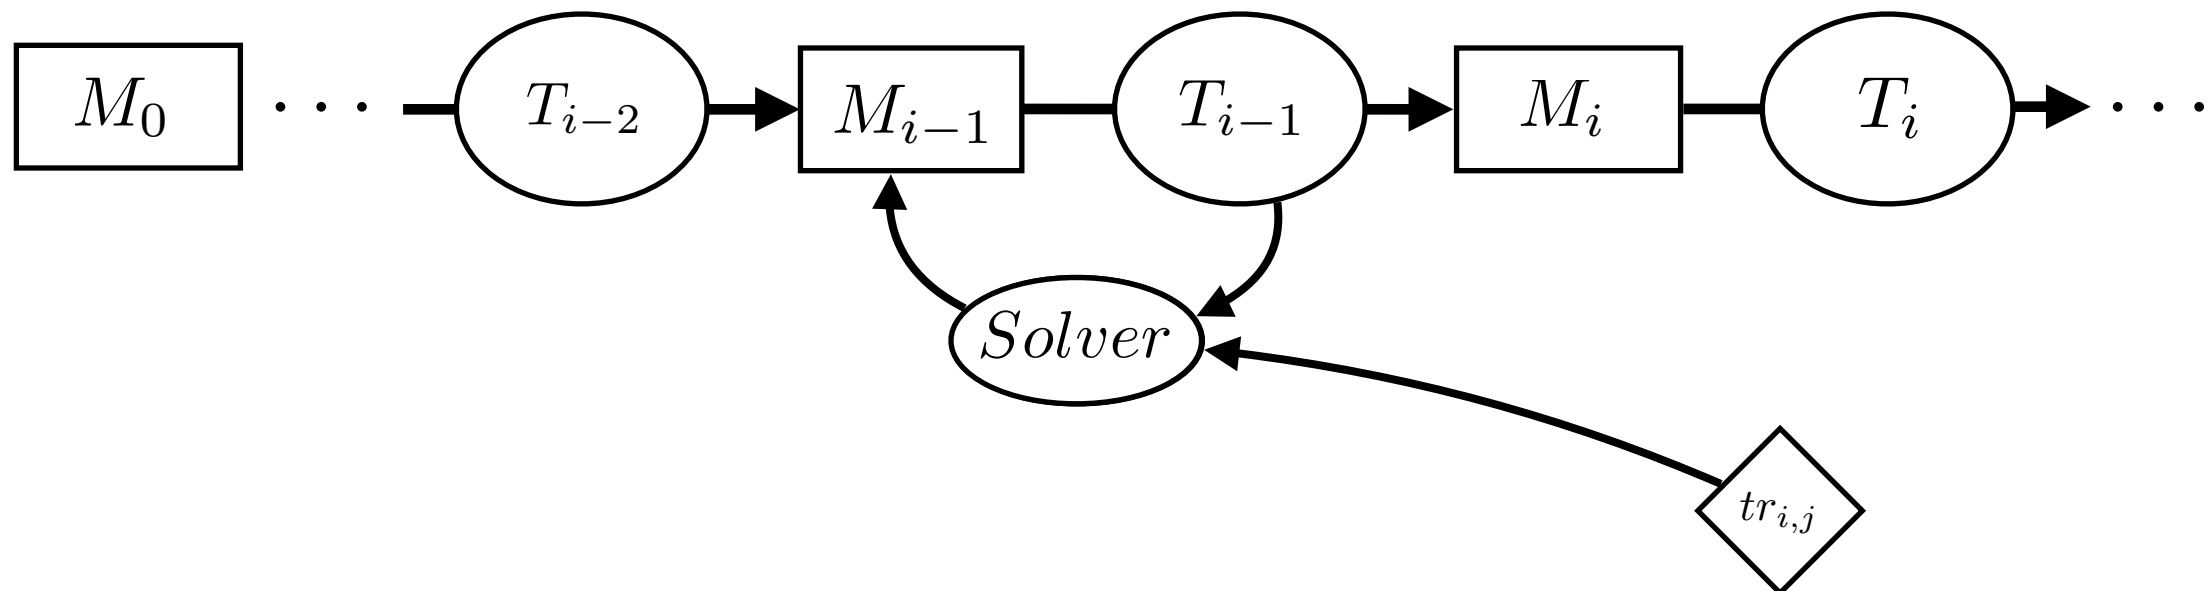 M_0 ··· T_{i-2} M_{i-1} T_{i-1} M_i T_i ···
Solver
tr_{i,j}